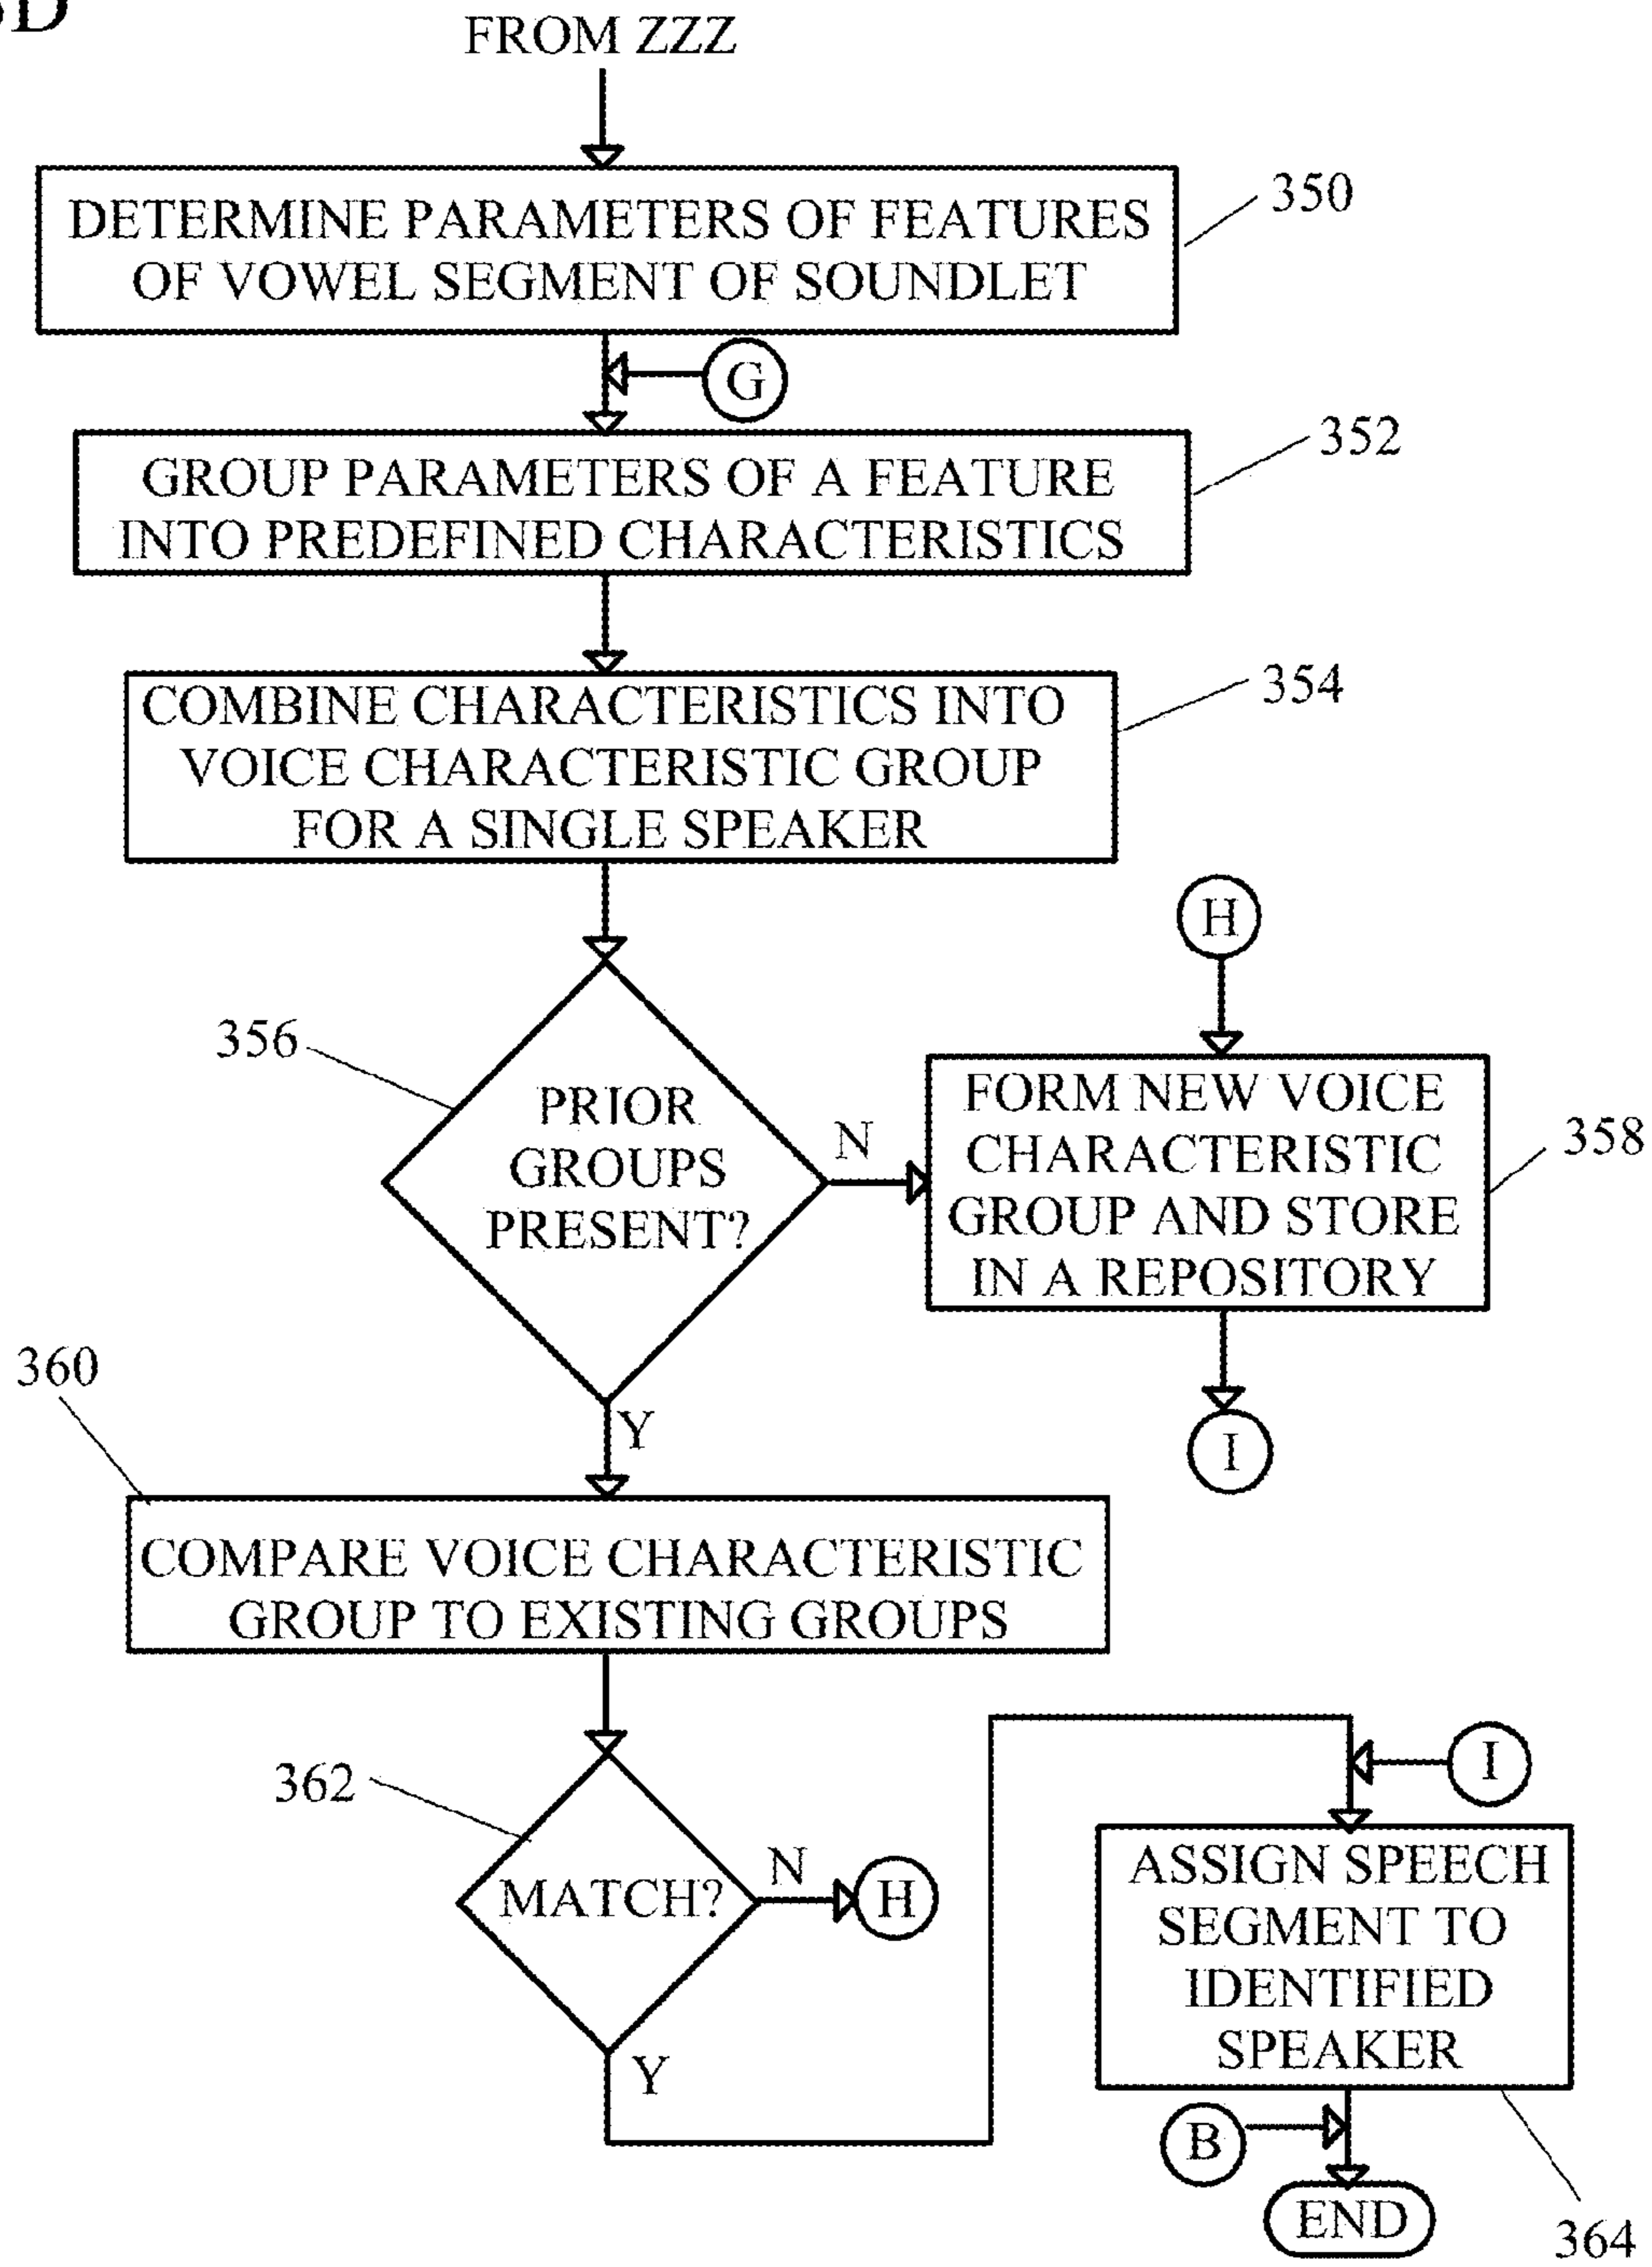 FROM ZZZ
DETERMINE PARAMETERS OF FEATURES
OF VOWEL SEGMENT OF SOUNDLET
350
G
GROUP PARAMETERS OF A FEATURE
INTO PREDEFINED CHARACTERISTICS
352
COMBINE CHARACTERISTICS INTO
VOICE CHARACTERISTIC GROUP
FOR A SINGLE SPEAKER
354
H
356
PRIOR
GROUPS
PRESENT?
N
Y
FORM NEW VOICE
CHARACTERISTIC
GROUP AND STORE
IN A REPOSITORY
358
I
360
COMPARE VOICE CHARACTERISTIC
GROUP TO EXISTING GROUPS
362
MATCH?
N
H
Y
I
ASSIGN SPEECH
SEGMENT TO
IDENTIFIED
SPEAKER
B
END
364